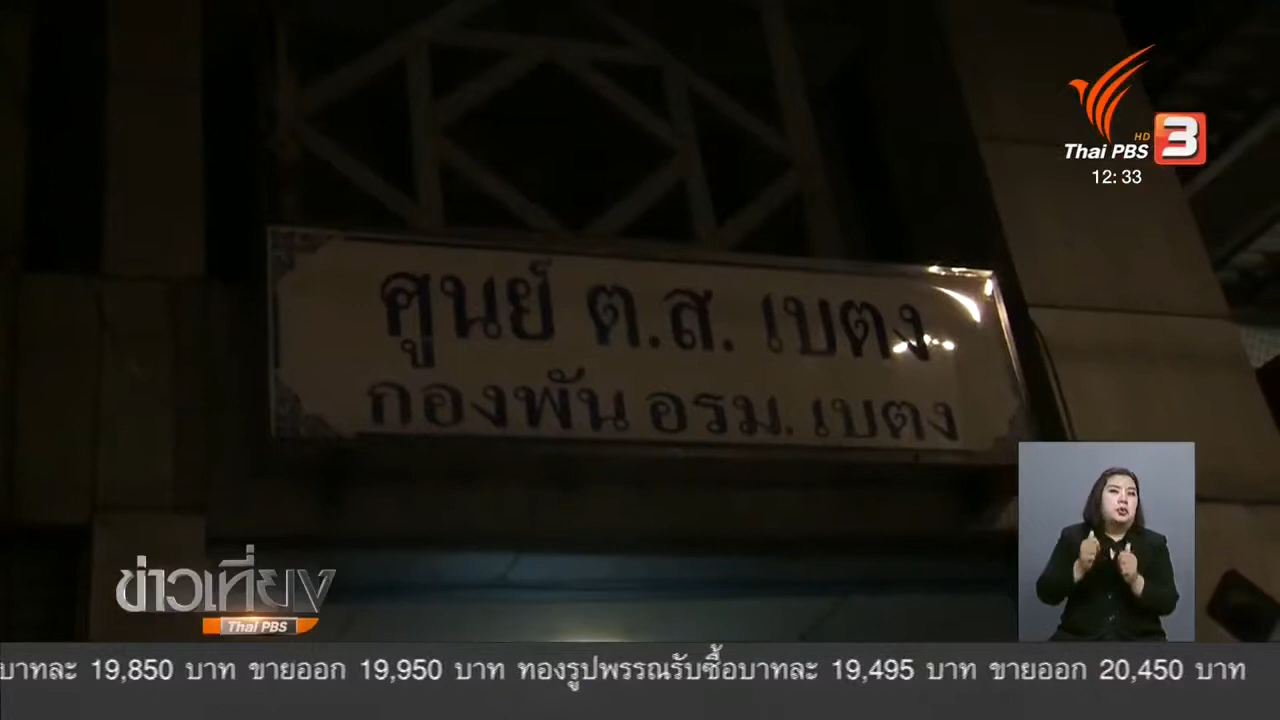 Thai PBS HD 3
12:33
ศูนย์ ต.ส. เบตง
กองพัน อรม. เบตง
ข่าวเที่ยง
Thai PBS
บาทละ 19,850 บาท ขายออก 19,950 บาท ทองรูปพรรณรับซื้อบาทละ 19,495 บาท ขายออก 20,450 บาท